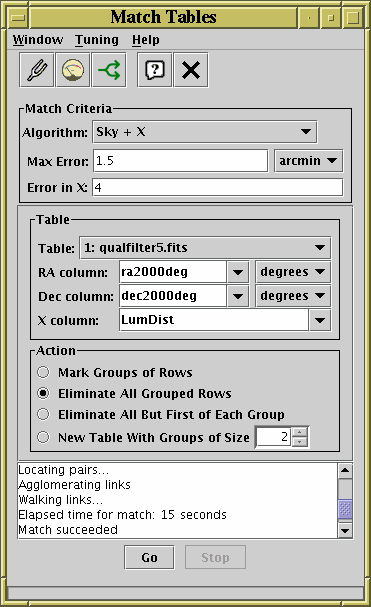 Match Tables
Window Tuning Help
Match Criteria
Algorithm: Sky + X
Max Error: 1.5 arcmin
Error in X: 4
Table
Table: 1: qualfilter5.fits
RA column: ra2000deg degrees
Dec column: dec2000deg degrees
X column: LumDist
Action
Mark Groups of Rows
Eliminate All Grouped Rows
Eliminate All But First of Each Group
New Table With Groups of Size 2
Locating pairs...
Agglomerating links
Walking links...
Elapsed time for match: 15 seconds
Match succeeded
Go Stop